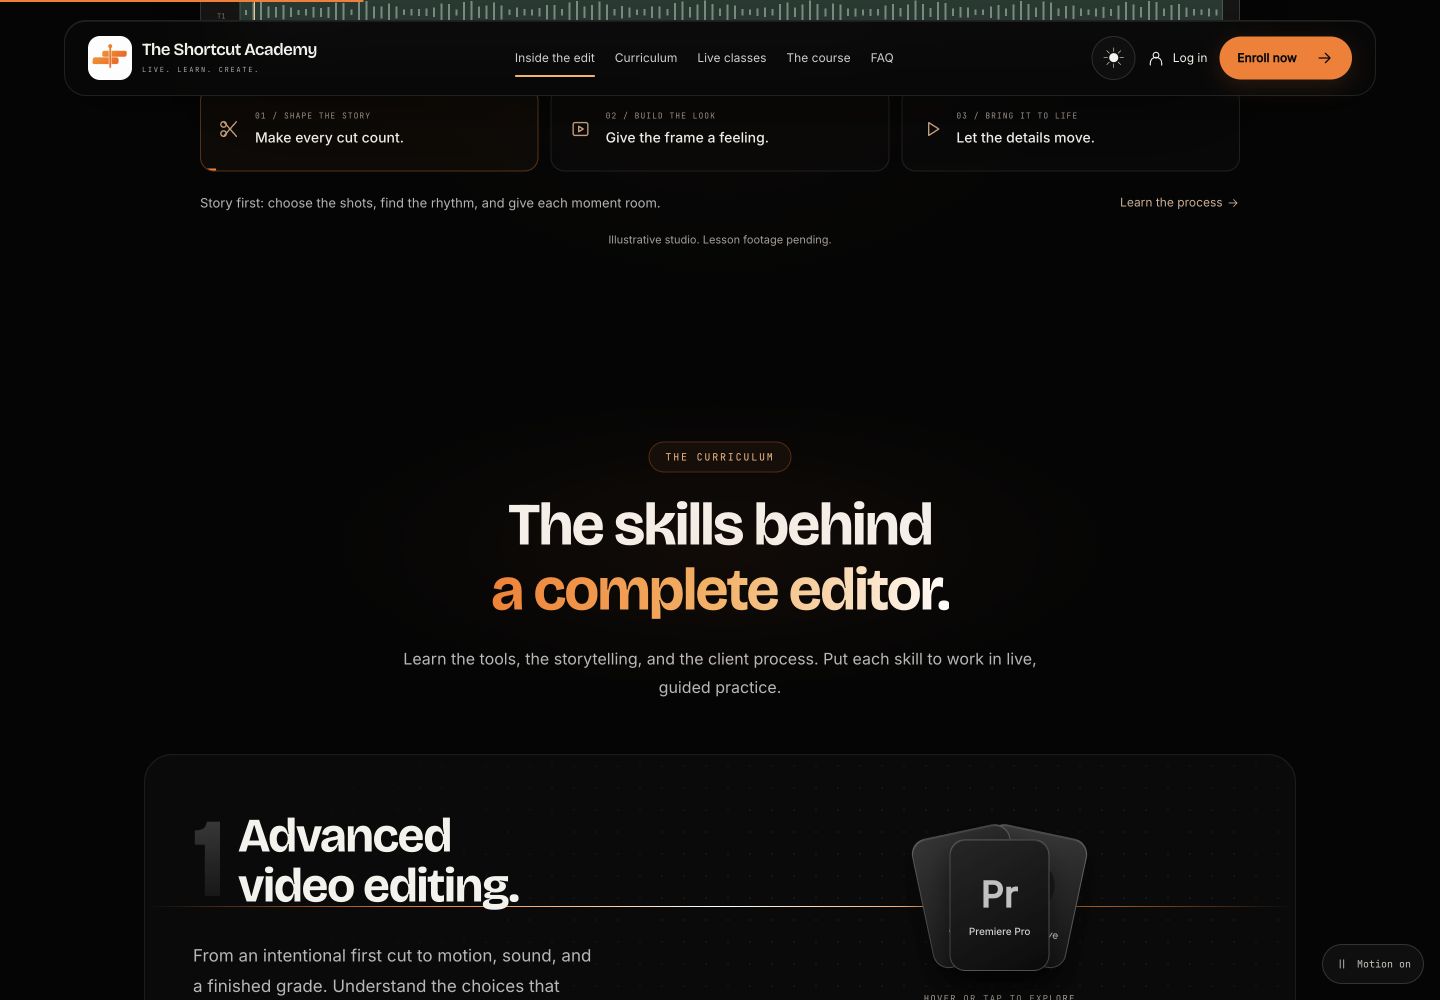 T1
The Shortcut Academy
LIVE. LEARN. CREATE.
Inside the edit
Curriculum
Live classes
The course
FAQ
Log in
Enroll now →
01 / SHAPE THE STORY
Make every cut count.
02 / BUILD THE LOOK
Give the frame a feeling.
03 / BRING IT TO LIFE
Let the details move.
Story first: choose the shots, find the rhythm, and give each moment room.
Learn the process →
Illustrative studio. Lesson footage pending.
THE CURRICULUM
The skills behind
a complete editor.
Learn the tools, the storytelling, and the client process. Put each skill to work in live,
guided practice.
1
Advanced
video editing.
Pr
Premiere Pro
From an intentional first cut to motion, sound, and
a finished grade. Understand the choices that
HOVER OR TAP TO EXPLORE
Motion on